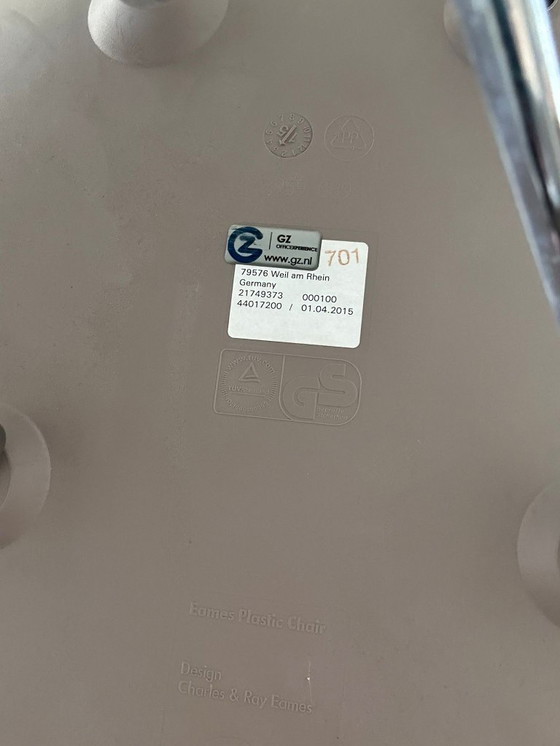 GZ
OFFICEXPERIENCE
www.gz.nl
701
79576 Weil am Rhein
Germany
21749373 000100
44017200 / 01.04.2015
GS
Eames Plastic Chair
Design
Charles & Ray Eames